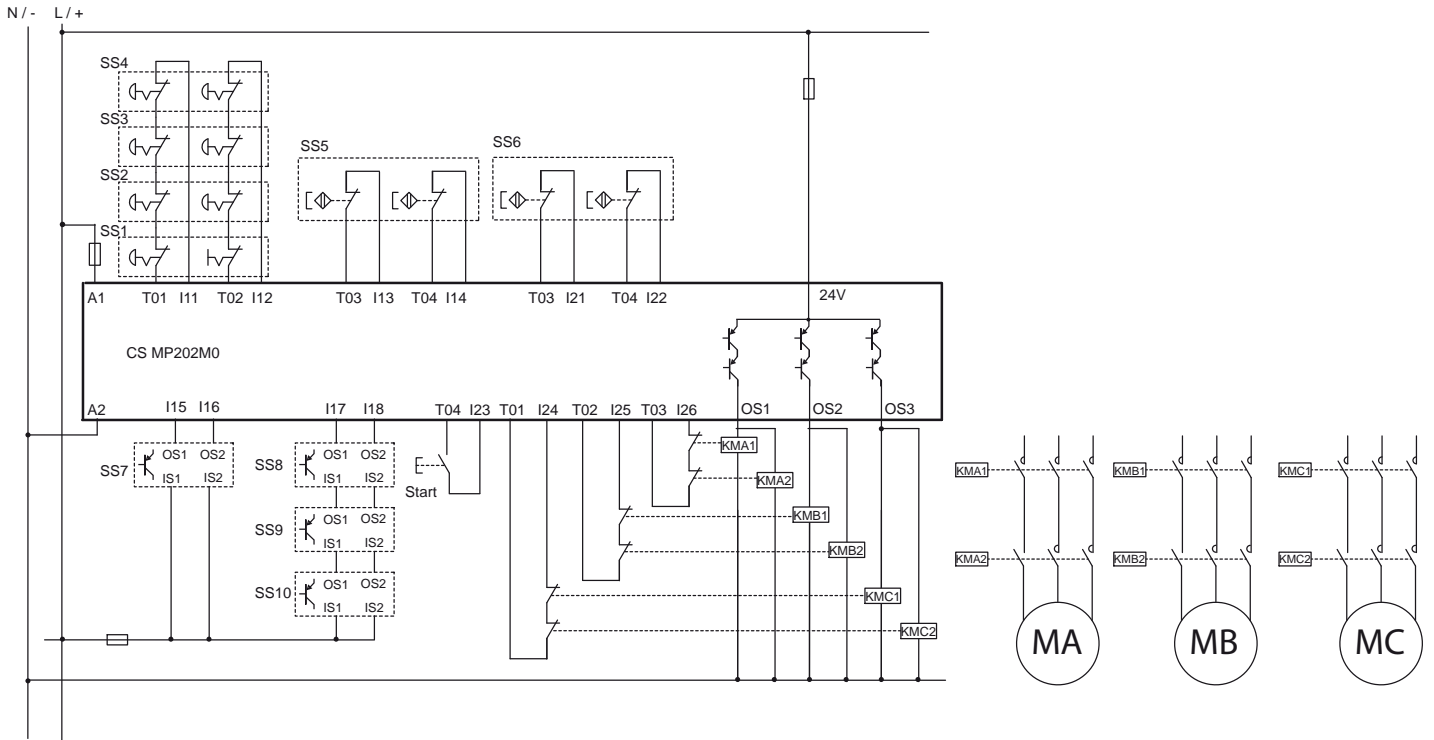 N / - L / +
SS4
SS3
SS2
SS1
SS5
SS6
A1 T01 I11 T02 I12 T03 I13 T04 I14 T03 I21 T04 I22 24V
CS MP202M0
A2 I15 I16 I17 I18 T04 I23 T01 I24 T02 I25 T03 I26 OS1 OS2 OS3
SS7 OS1 OS2
IS1 IS2
SS8 OS1 OS2
IS1 IS2
SS9 OS1 OS2
IS1 IS2
SS10 OS1 OS2
IS1 IS2
Start
KMA1
KMA2
KMB1
KMB2
KMC1
KMC2
KMA1 KMB1 KMC1
KMA2 KMB2 KMC2
MA MB MC